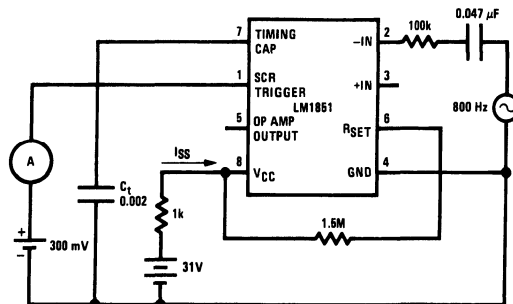 0.047 μF
7
TIMING
CAP
–IN
2
100k
1
SCR
TRIGGER
+IN
3
LM1851
800 Hz
5
OP AMP
OUTPUT
RSET
6
A
ISS
8
VCC
GND
4
Ct
0.002
1k
1.5M
+
–
300 mV
31V